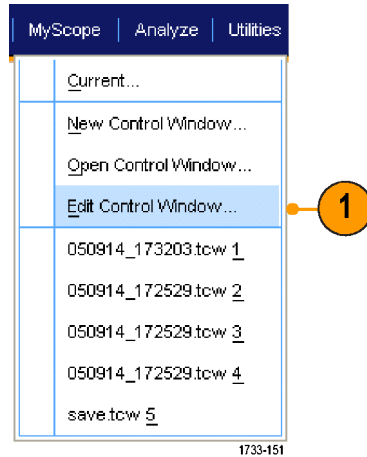 MyScope | Analyze | Utilities
Current...
New Control Window...
Open Control Window...
Edit Control Window...
1
050914_173203.tcw 1
050914_172529.tcw 2
050914_172529.tcw 3
050914_172529.tcw 4
save.tcw 5
1733-151